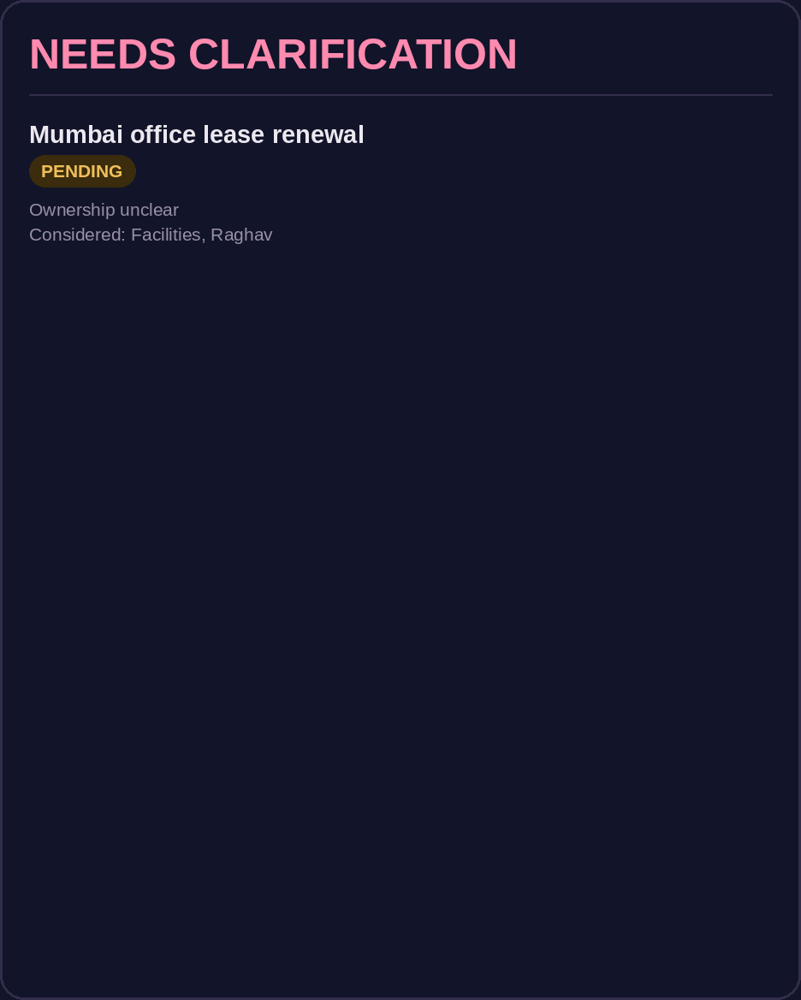 NEEDS CLARIFICATION
Mumbai office lease renewal
PENDING
Ownership unclear
Considered: Facilities, Raghav